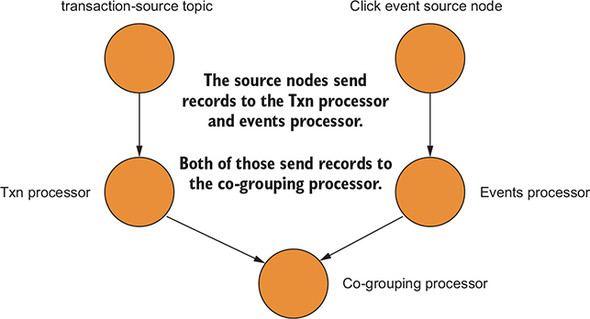 transaction-source topic
Click event source node
The source nodes send
records to the Txn processor
and events processor.
Both of those send records to
the co-grouping processor.
Txn processor
Events processor
Co-grouping processor